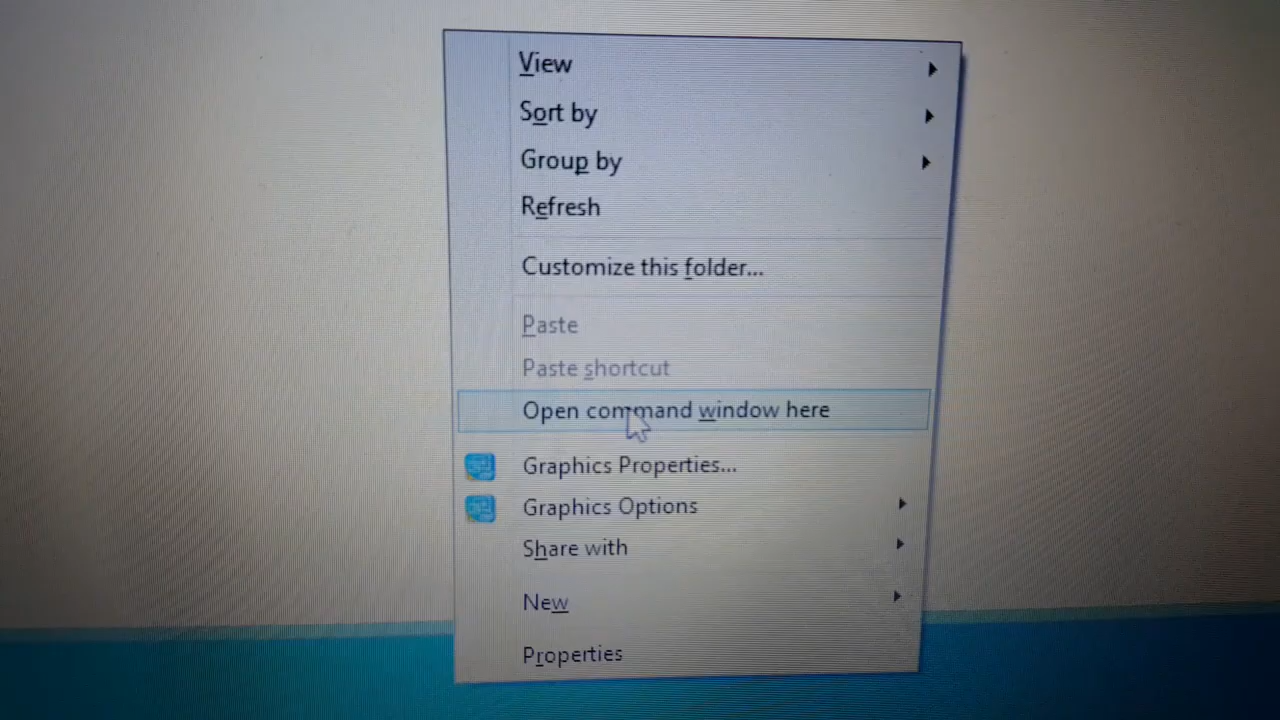 View
Sort by
Group by
Refresh
Customize this folder...
Paste
Paste shortcut
Open command window here
Graphics Properties...
Graphics Options
Share with
New
Properties